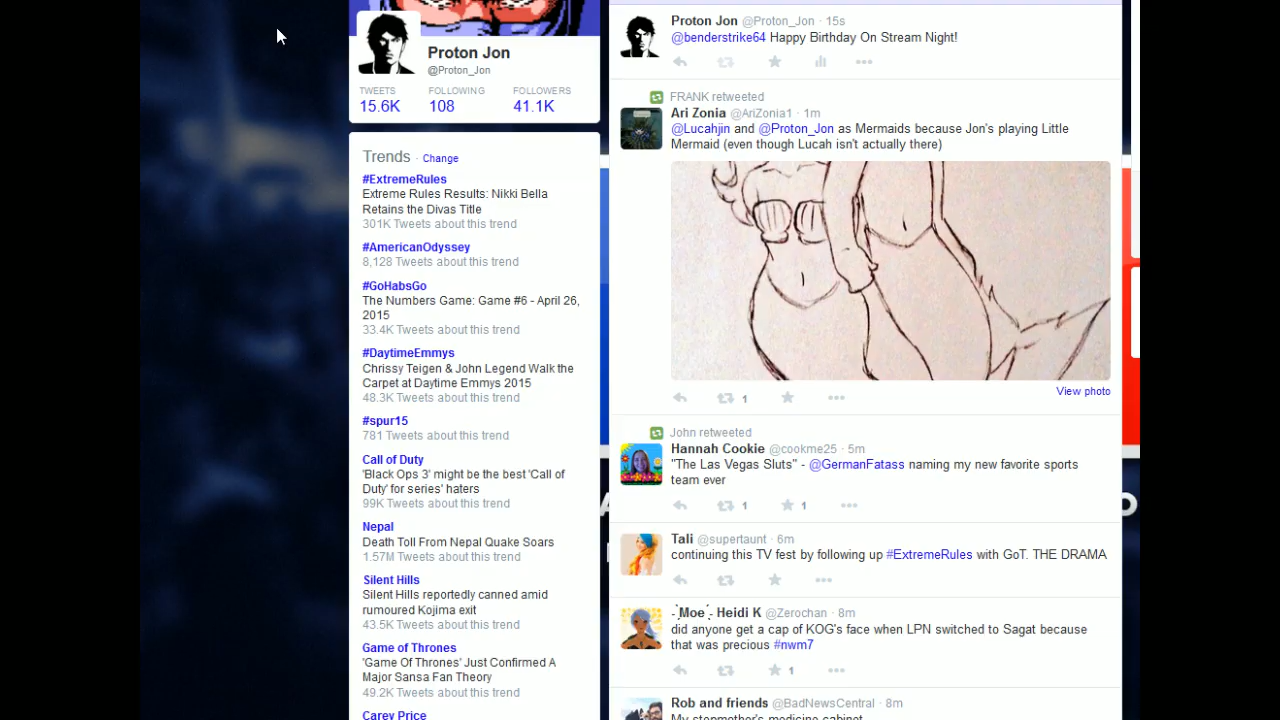 Proton Jon
@Proton_Jon
TWEETS FOLLOWING FOLLOWERS
15.6K 108 41.1K
Trends · Change
#ExtremeRules
Extreme Rules Results: Nikki Bella
Retains the Divas Title
301K Tweets about this trend
#AmericanOdyssey
8,128 Tweets about this trend
#GoHabsGo
The Numbers Game: Game #6 - April 26,
2015
33.4K Tweets about this trend
#DaytimeEmmys
Chrissy Teigen & John Legend Walk the
Carpet at Daytime Emmys 2015
48.3K Tweets about this trend
#spur15
781 Tweets about this trend
Call of Duty
'Black Ops 3' might be the best 'Call of
Duty' for series' haters
99K Tweets about this trend
Nepal
Death Toll From Nepal Quake Soars
1.57M Tweets about this trend
Silent Hills
Silent Hills reportedly canned amid
rumoured Kojima exit
43.5K Tweets about this trend
Game of Thrones
'Game Of Thrones' Just Confirmed A
Major Sansa Fan Theory
49.2K Tweets about this trend
Carey Price
Proton Jon @Proton_Jon · 15s
@benderstrike64 Happy Birthday On Stream Night!
FRANK retweeted
Ari Zonia @AriZonia1 · 1m
@Lucahjin and @Proton_Jon as Mermaids because Jon's playing Little
Mermaid (even though Lucah isn't actually there)
View photo
1
John retweeted
Hannah Cookie @cookme25 · 5m
"The Las Vegas Sluts" - @GermanFatass naming my new favorite sports
team ever
1 1
Tali @supertaunt · 6m
continuing this TV fest by following up #ExtremeRules with GoT. THE DRAMA
- ̗̀Moe ̖́- Heidi K @Zerochan · 8m
did anyone get a cap of KOG's face when LPN switched to Sagat because
that was precious #nwm7
1
Rob and friends @BadNewsCentral · 8m
My stepmother's medicine cabinet